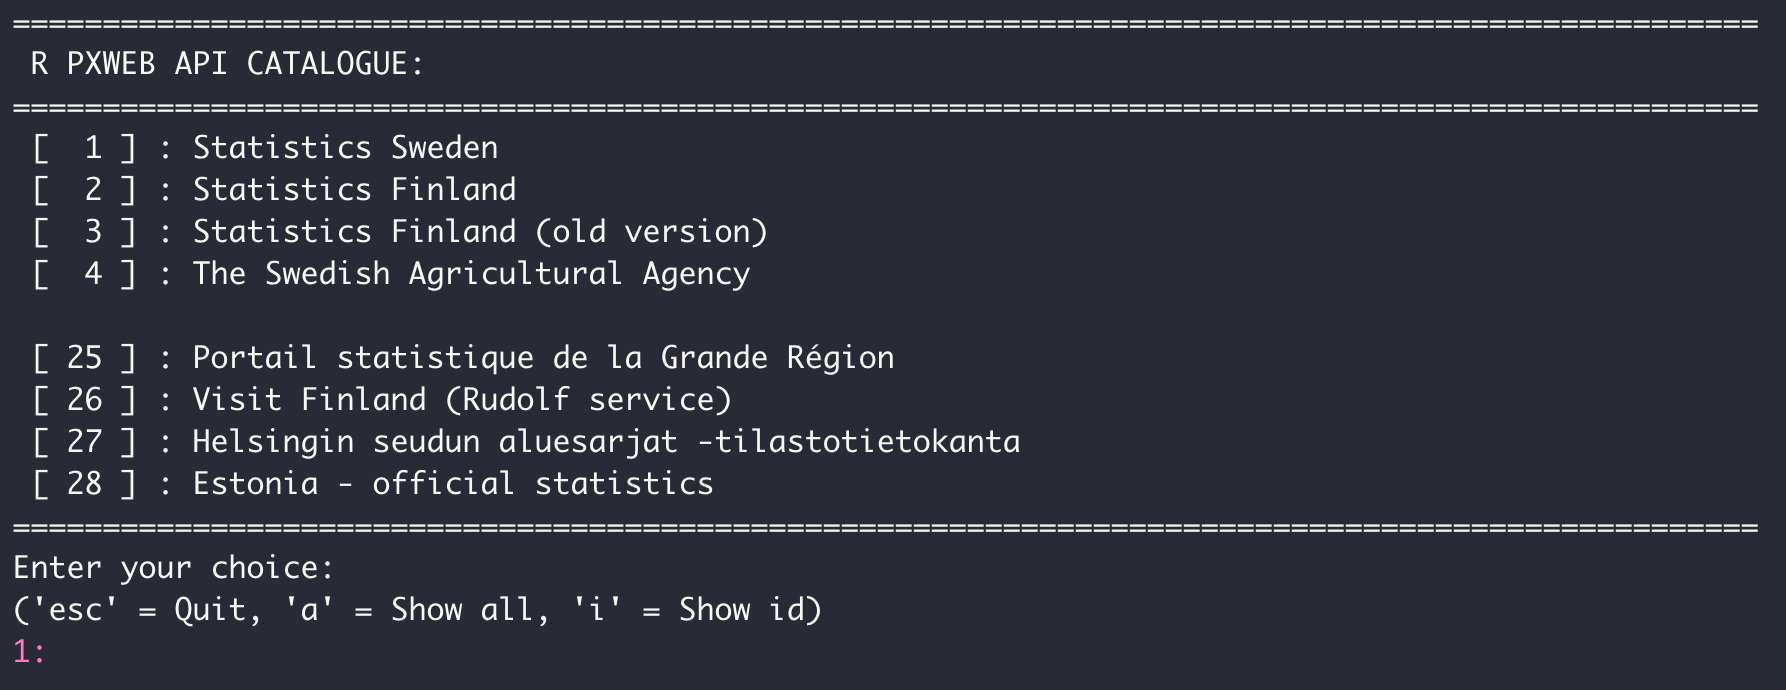 =================================================================================================
R PXWEB API CATALOGUE:
=================================================================================================
[  1 ] : Statistics Sweden
[  2 ] : Statistics Finland
[  3 ] : Statistics Finland (old version)
[  4 ] : The Swedish Agricultural Agency
[ 25 ] : Portail statistique de la Grande Région
[ 26 ] : Visit Finland (Rudolf service)
[ 27 ] : Helsingin seudun aluesarjat -tilastotietokanta
[ 28 ] : Estonia - official statistics
=================================================================================================
Enter your choice:
('esc' = Quit, 'a' = Show all, 'i' = Show id)
1: